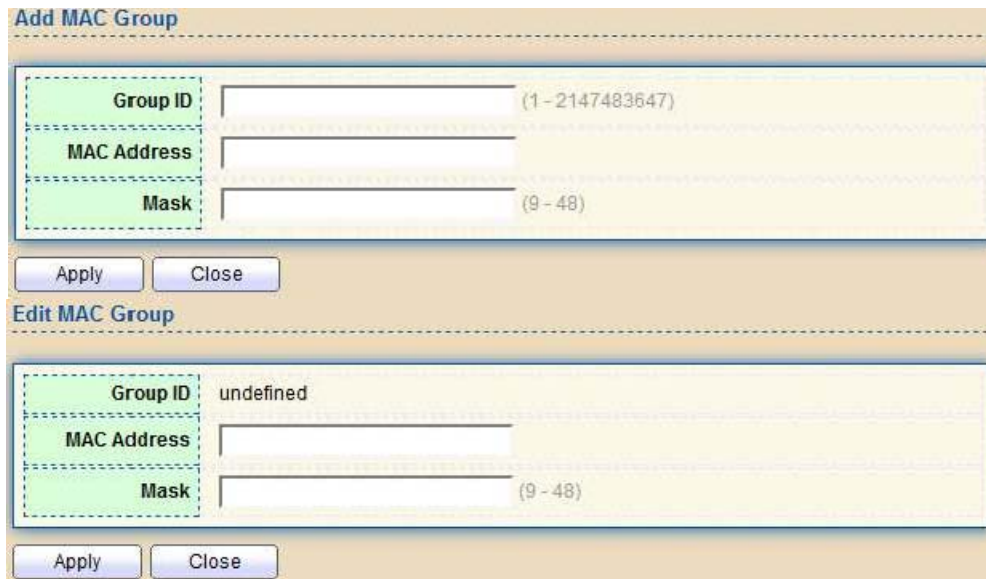 Add MAC Group
Group ID (1 - 2147483647)
MAC Address
Mask (9 - 48)
Apply Close
Edit MAC Group
Group ID undefined
MAC Address
Mask (9 - 48)
Apply Close